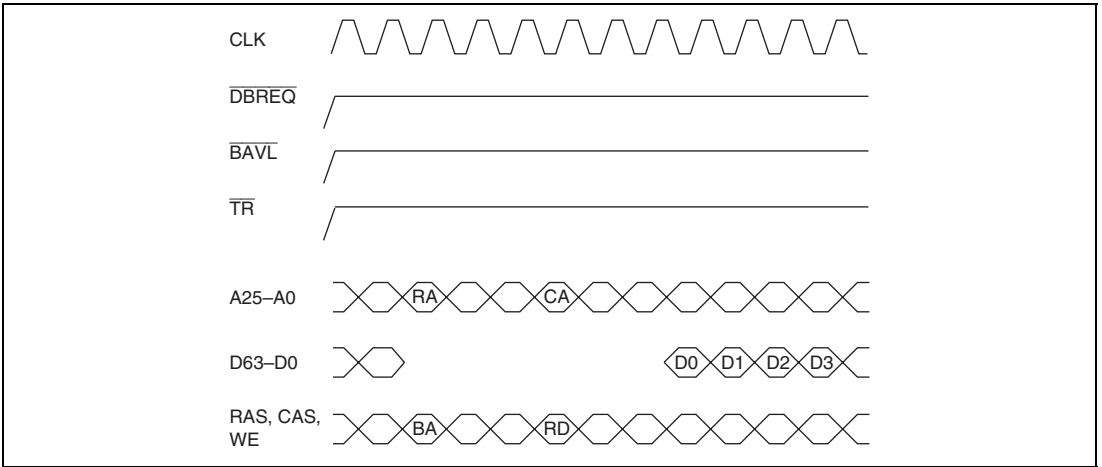 CLK
DBREQ
BAVL
TR
A25–A0 RA CA
D63–D0 D0 D1 D2 D3
RAS, CAS,
WE BA RD